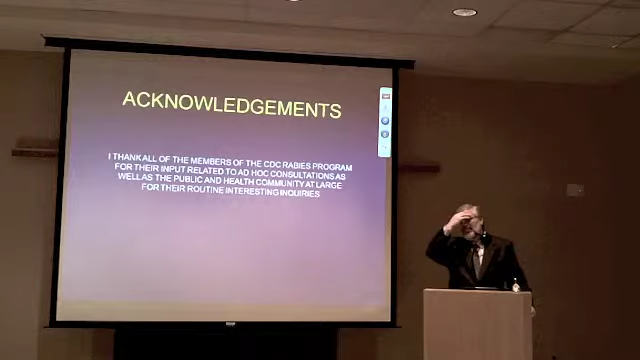 ACKNOWLEDGEMENTS
I THANK ALL OF THE MEMBERS OF THE CDC RABIES PROGRAM
FOR THEIR INPUT RELATED TO AD HOC CONSULTATIONS AS
WELL AS THE PUBLIC AND HEALTH COMMUNITY AT LARGE
FOR THEIR ROUTINE INTERESTING INQUIRIES